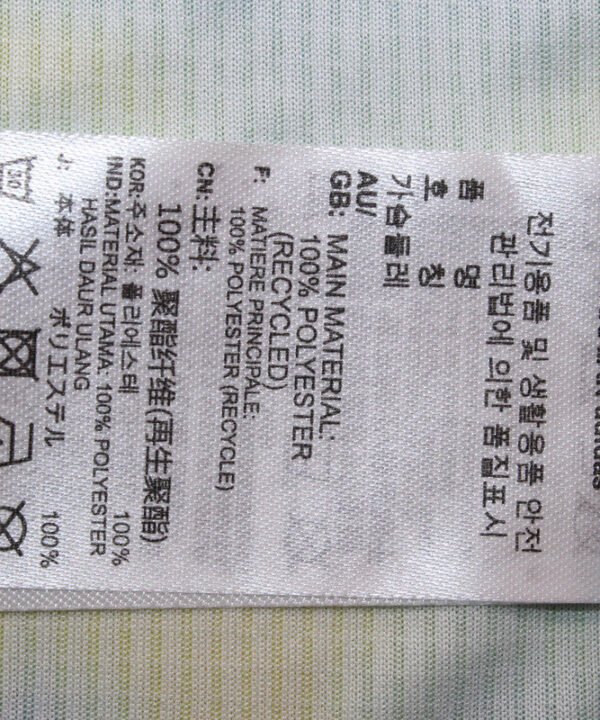 adidas
전기용품 및 생활용품 안전
관리법에 의한 품질표시
품 명
호 칭
가슴둘레
AU/
GB: MAIN MATERIAL:
100% POLYESTER
(RECYCLED)
F: MATIERE PRINCIPALE:
100% POLYESTER (RECYCLE)
CN: 主料:
100% 聚酯纤维(再生聚酯)
KOR:주소재: 폴리에스테 100%
IND:MATERIAL UTAMA: 100% POLYESTER
HASIL DAUR ULANG
J: 本体 ポリエステル 100%
30